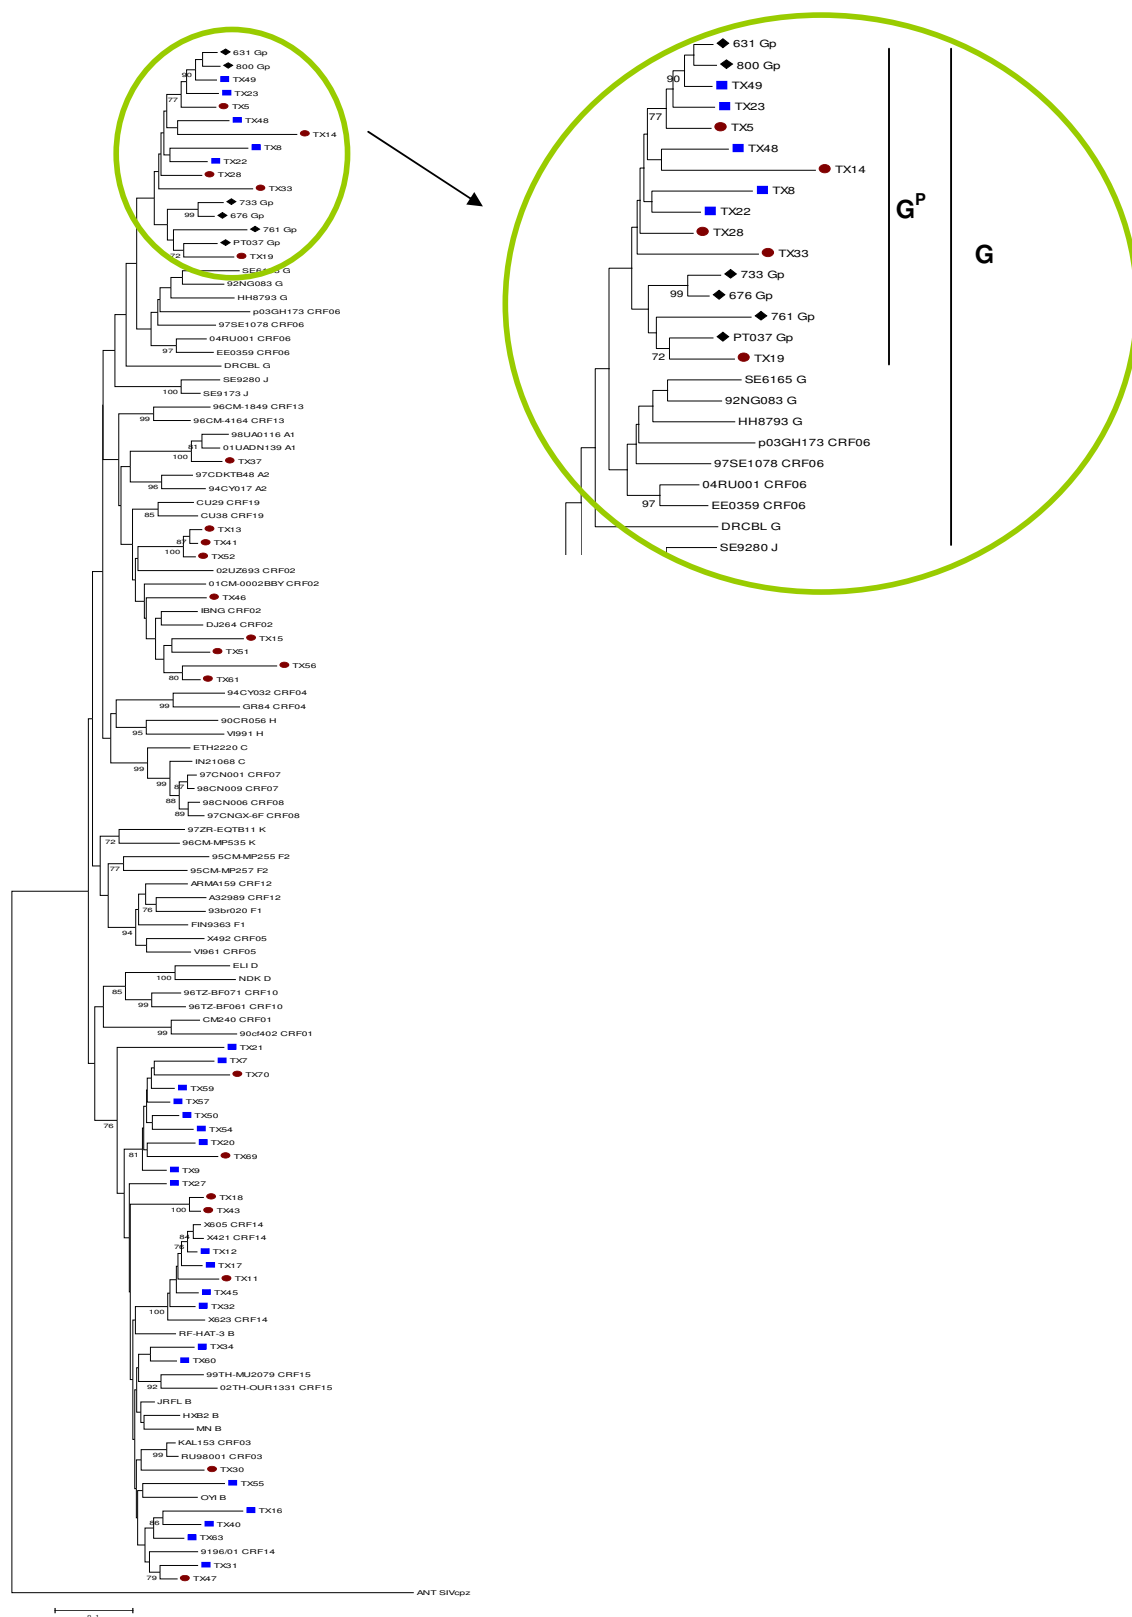 631 Gp
800 Gp
90
TX49
TX23
77
TX5
TX48
TX14
TX8
TX22
TX28
TX33
733 Gp
99
676 Gp
761 Gp
PT037 Gp
72
TX19
G
92NG083 G
HH8793 G
p03GH173 CRF06
97SE1078 CRF06
04RU001 CRF06
97
EE0359 CRF06
DRCBL G
SE9280 J
100
SE9173 J
96CM-1849 CRF13
99
96CM-4164 CRF13
98UA0116 A1
81
01UADN139 A1
TX37
97CDKTB48 A2
96
94CY017 A2
CU29 CRF19
85
CU38 CRF19
TX13
87
TX41
100
TX52
02UZ693 CRF02
01CM-0002BBY CRF02
TX46
IBNG CRF02
DJ264 CRF02
TX15
TX51
TX56
80
TX61
94CY032 CRF04
99
GR84 CRF04
90CR056 H
95
VI991 H
ETH2220 C
99
IN21068 C
99
97CN001 CRF07
87
98CN009 CRF07
88
98CN006 CRF08
89
97CNGX-6F CRF08
97ZR-EQTB11 K
72
96CM-MP535 K
95CM-MP255 F2
77
95CM-MP257 F2
ARMA159 CRF12
A32989 CRF12
76
93br020 F1
FIN9363 F1
94
X492 CRF05
VI961 CRF05
ELI D
100
NDK D
85
96TZ-BF071 CRF10
99
96TZ-BF061 CRF10
CM240 CRF01
99
90cf402 CRF01
TX21
TX7
TX70
TX59
TX57
TX50
76
TX54
TX20
81
TX69
TX9
TX27
TX18
100
TX43
X605 CRF14
84
X421 CRF14
76
TX12
TX17
TX11
TX45
100
TX32
X623 CRF14
RF-HAT-3 B
TX34
TX60
99TH-MU2079 CRF15
92
02TH-OUR1331 CRF15
JRFL B
HXB2 B
MN B
KAL153 CRF03
99
RU98001 CRF03
TX30
TX55
OYI B
TX16
86
TX40
TX63
9196/01 CRF14
TX31
79
TX47
ANT SIVcpz
631 Gp
800 Gp
90
TX49
TX23
77
TX5
TX48
TX14
TX8
TX22
G^P
TX28
G
TX33
733 Gp
99
676 Gp
761 Gp
PT037 Gp
72
TX19
SE6165 G
92NG083 G
HH8793 G
p03GH173 CRF06
97SE1078 CRF06
04RU001 CRF06
97
EE0359 CRF06
DRCBL G
SE9280 J